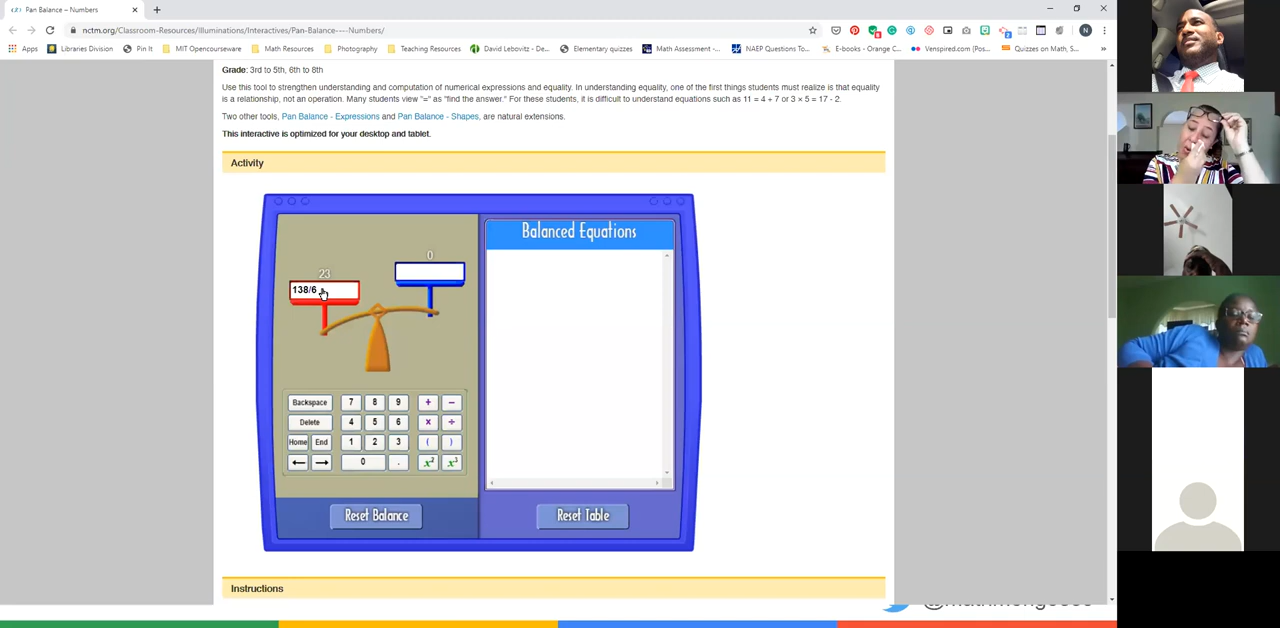 Pan Balance – Numbers
nctm.org/Classroom-Resources/Illuminations/Interactives/Pan-Balance----Numbers/
Apps Libraries Division Pin It MIT Opencourseware Math Resources Photography Teaching Resources David Lebovitz - De... Elementary quizzes Math Assessment -... NAEP Questions To... E-books - Orange C... Venspired.com (Pos... Quizzes on Math, S... »
Grade: 3rd to 5th, 6th to 8th
Use this tool to strengthen understanding and computation of numerical expressions and equality. In understanding equality, one of the first things students must realize is that equality
is a relationship, not an operation. Many students view "=" as "find the answer." For these students, it is difficult to understand equations such as 11 = 4 + 7 or 3 × 5 = 17 - 2.
Two other tools, Pan Balance - Expressions and Pan Balance - Shapes, are natural extensions.
This interactive is optimized for your desktop and tablet.
Activity
Balanced Equations
0
23
138/6
Backspace 7 8 9 + −
Delete 4 5 6 x ÷
Home End 1 2 3 ( )
← → 0 . x² x³
Reset Balance Reset Table
Instructions